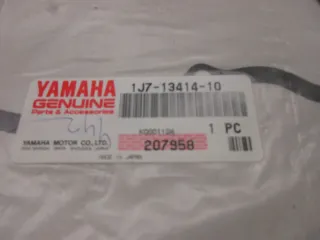 YAMAHA
GENUINE
Parts & Accessories
1J7-13414-10
1 PC
YAMAHA MOTOR CO., LTD.
207958
MADE IN JAPAN